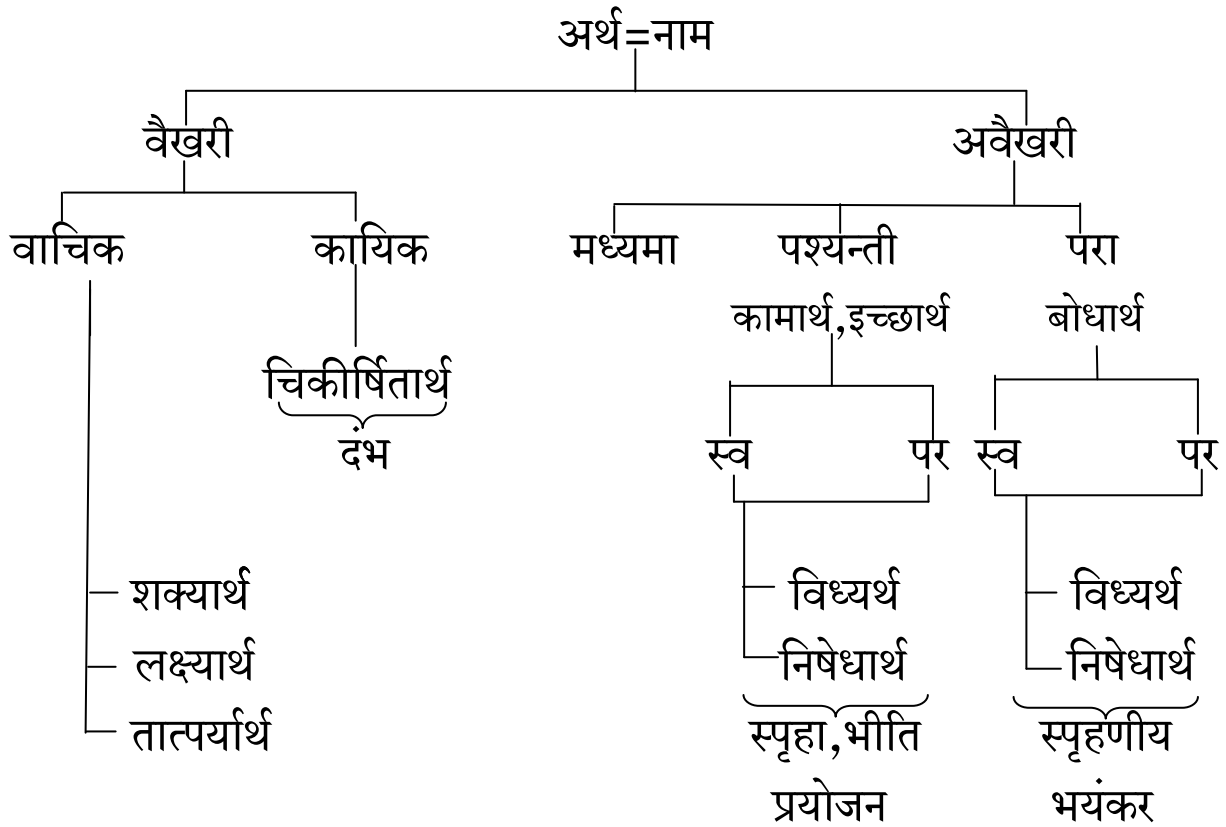 अर्थ=नाम
वैखरी अवैखरी
वाचिक कायिक मध्यमा पश्यन्ती परा
कामार्थ,इच्छार्थ बोधार्थ
चिकीर्षितार्थ
दंभ स्व पर स्व पर
शक्यार्थ विध्यर्थ विध्यर्थ
लक्ष्यार्थ निषेधार्थ निषेधार्थ
तात्पर्यार्थ स्पृहा,भीति स्पृहणीय
प्रयोजन भयंकर